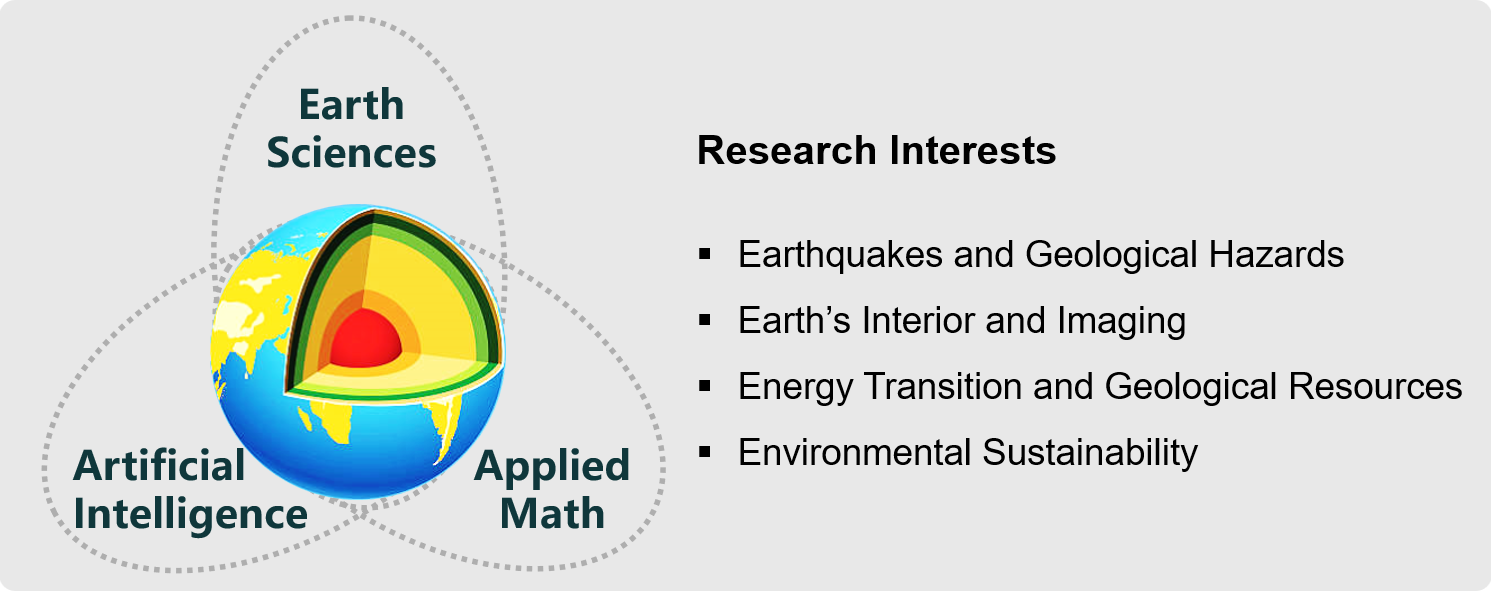 Earth
Sciences
Artificial
Intelligence
Applied
Math
Research Interests
▪ Earthquakes and Geological Hazards
▪ Earth’s Interior and Imaging
▪ Energy Transition and Geological Resources
▪ Environmental Sustainability